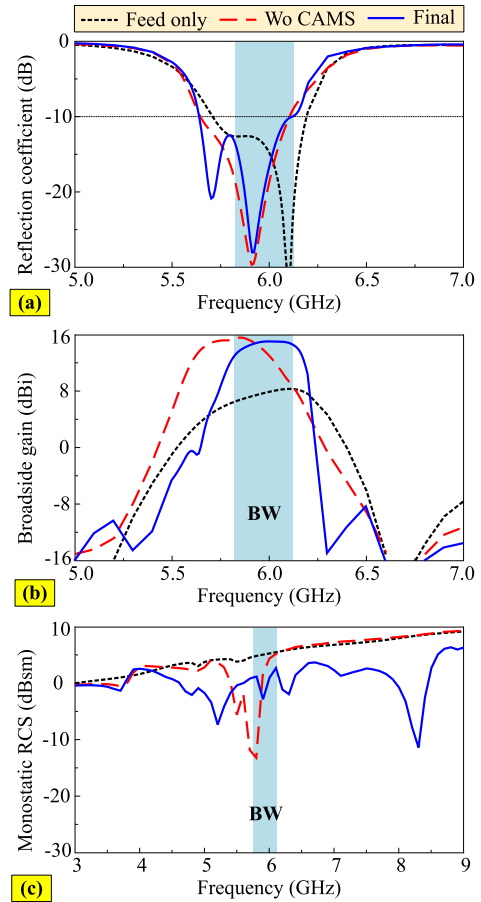 Feed only Wo CAMS Final
0
-10
-20
-30
Reflection coefficient (dB)
5.0 5.5 6.0 6.5 7.0
Frequency (GHz)
(a)
16
8
0
-8
-16
Broadside gain (dBi)
BW
5.0 5.5 6.0 6.5 7.0
Frequency (GHz)
(b)
10
0
-10
-20
-30
Monostatic RCS (dBsm)
BW
3 4 5 6 7 8 9
Frequency (GHz)
(c)